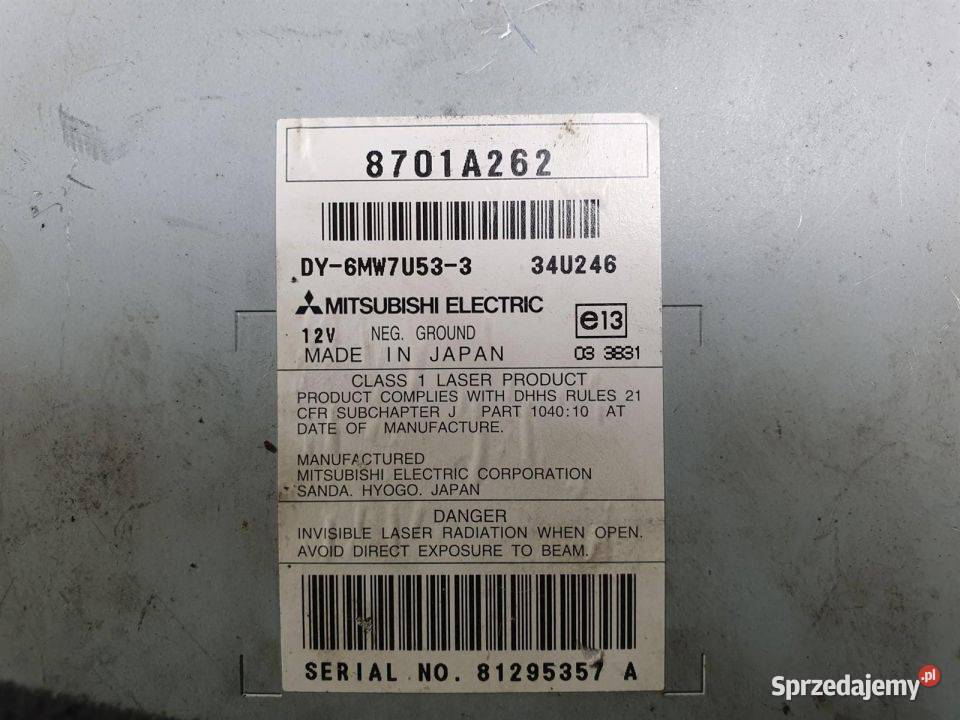 8701A262
DY-6MW7U53-3 34U246
MITSUBISHI ELECTRIC
e13
12V NEG. GROUND
MADE IN JAPAN 03 3831
CLASS 1 LASER PRODUCT
PRODUCT COMPLIES WITH DHHS RULES 21
CFR SUBCHAPTER J PART 1040:10 AT
DATE OF MANUFACTURE.
MANUFACTURED
MITSUBISHI ELECTRIC CORPORATION
SANDA. HYOGO. JAPAN
DANGER
INVISIBLE LASER RADIATION WHEN OPEN.
AVOID DIRECT EXPOSURE TO BEAM.
SERIAL NO. 81295357 A
Sprzedajemy.pl